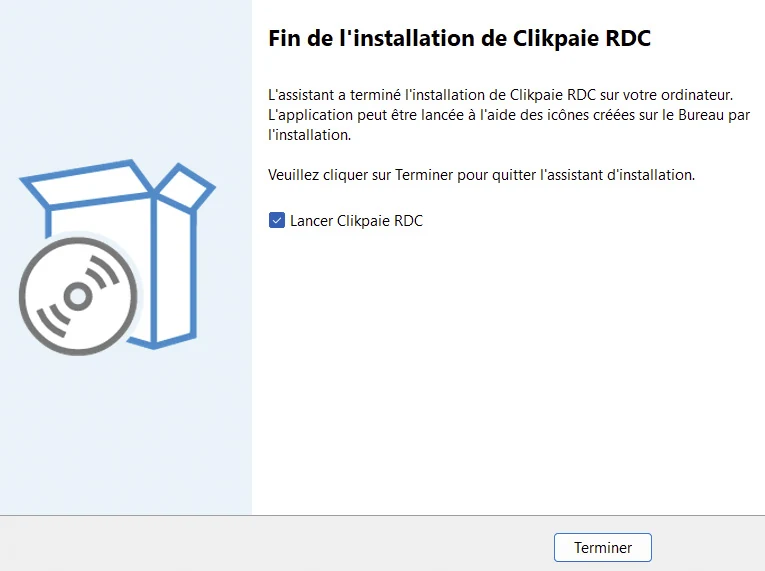 Fin de l'installation de Clikpaie RDC
L'assistant a terminé l'installation de Clikpaie RDC sur votre ordinateur.
L'application peut être lancée à l'aide des icônes créées sur le Bureau par
l'installation.
Veuillez cliquer sur Terminer pour quitter l'assistant d'installation.
Lancer Clikpaie RDC
Terminer